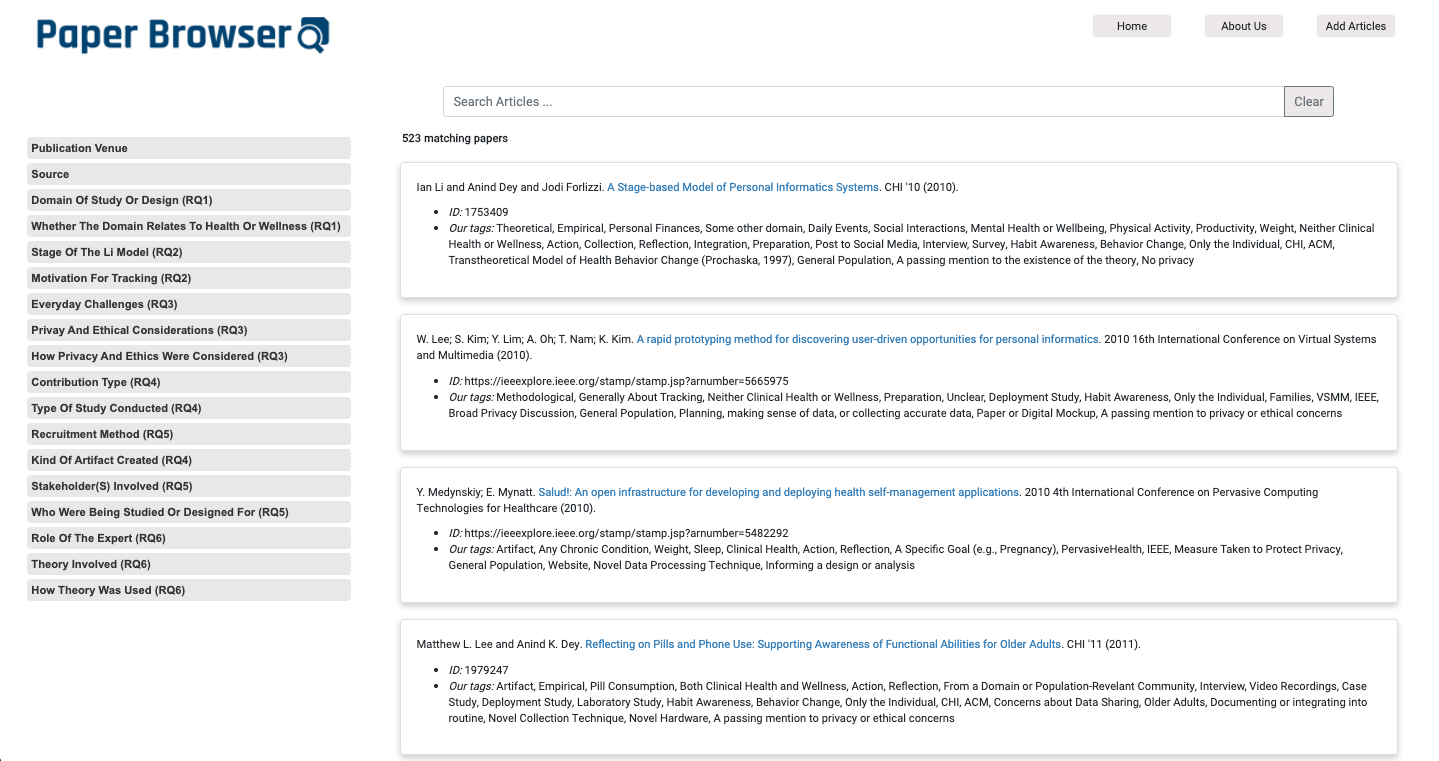 Paper Browser
Home
About Us
Add Articles
Search Articles ...
Clear
523 matching papers
Publication Venue
Source
Domain Of Study Or Design (RQ1)
Whether The Domain Relates To Health Or Wellness (RQ1)
Stage Of The Li Model (RQ2)
Motivation For Tracking (RQ2)
Everyday Challenges (RQ3)
Privay And Ethical Considerations (RQ3)
How Privacy And Ethics Were Considered (RQ3)
Contribution Type (RQ4)
Type Of Study Conducted (RQ4)
Recruitment Method (RQ5)
Kind Of Artifact Created (RQ4)
Stakeholder(S) Involved (RQ5)
Who Were Being Studied Or Designed For (RQ5)
Role Of The Expert (RQ6)
Theory Involved (RQ6)
How Theory Was Used (RQ6)
Ian Li and Anind Dey and Jodi Forlizzi. A Stage-based Model of Personal Informatics Systems. CHI '10 (2010).
• ID: 1753409
• Our tags: Theoretical, Empirical, Personal Finances, Some other domain, Daily Events, Social Interactions, Mental Health or Wellbeing, Physical Activity, Productivity, Weight, Neither Clinical
Health or Wellness, Action, Collection, Reflection, Integration, Preparation, Post to Social Media, Interview, Survey, Habit Awareness, Behavior Change, Only the Individual, CHI, ACM,
Transtheoretical Model of Health Behavior Change (Prochaska, 1997), General Population, A passing mention to the existence of the theory, No privacy
W. Lee; S. Kim; Y. Lim; A. Oh; T. Nam; K. Kim. A rapid prototyping method for discovering user-driven opportunities for personal informatics. 2010 16th International Conference on Virtual Systems
and Multimedia (2010).
• ID: https://ieeexplore.ieee.org/stamp/stamp.jsp?arnumber=5665975
• Our tags: Methodological, Generally About Tracking, Neither Clinical Health or Wellness, Preparation, Unclear, Deployment Study, Habit Awareness, Only the Individual, Families, VSMM, IEEE,
Broad Privacy Discussion, General Population, Planning, making sense of data, or collecting accurate data, Paper or Digital Mockup, A passing mention to privacy or ethical concerns
Y. Medynskiy; E. Mynatt. Salud!: An open infrastructure for developing and deploying health self-management applications. 2010 4th International Conference on Pervasive Computing
Technologies for Healthcare (2010).
• ID: https://ieeexplore.ieee.org/stamp/stamp.jsp?arnumber=5482292
• Our tags: Artifact, Any Chronic Condition, Weight, Sleep, Clinical Health, Action, Reflection, A Specific Goal (e.g., Pregnancy), PervasiveHealth, IEEE, Measure Taken to Protect Privacy,
General Population, Website, Novel Data Processing Technique, Informing a design or analysis
Matthew L. Lee and Anind K. Dey. Reflecting on Pills and Phone Use: Supporting Awareness of Functional Abilities for Older Adults. CHI '11 (2011).
• ID: 1979247
• Our tags: Artifact, Empirical, Pill Consumption, Both Clinical Health and Wellness, Action, Reflection, From a Domain or Population-Revelant Community, Interview, Video Recordings, Case
Study, Deployment Study, Laboratory Study, Habit Awareness, Behavior Change, Only the Individual, CHI, ACM, Concerns about Data Sharing, Older Adults, Documenting or integrating into
routine, Novel Collection Technique, Novel Hardware, A passing mention to privacy or ethical concerns